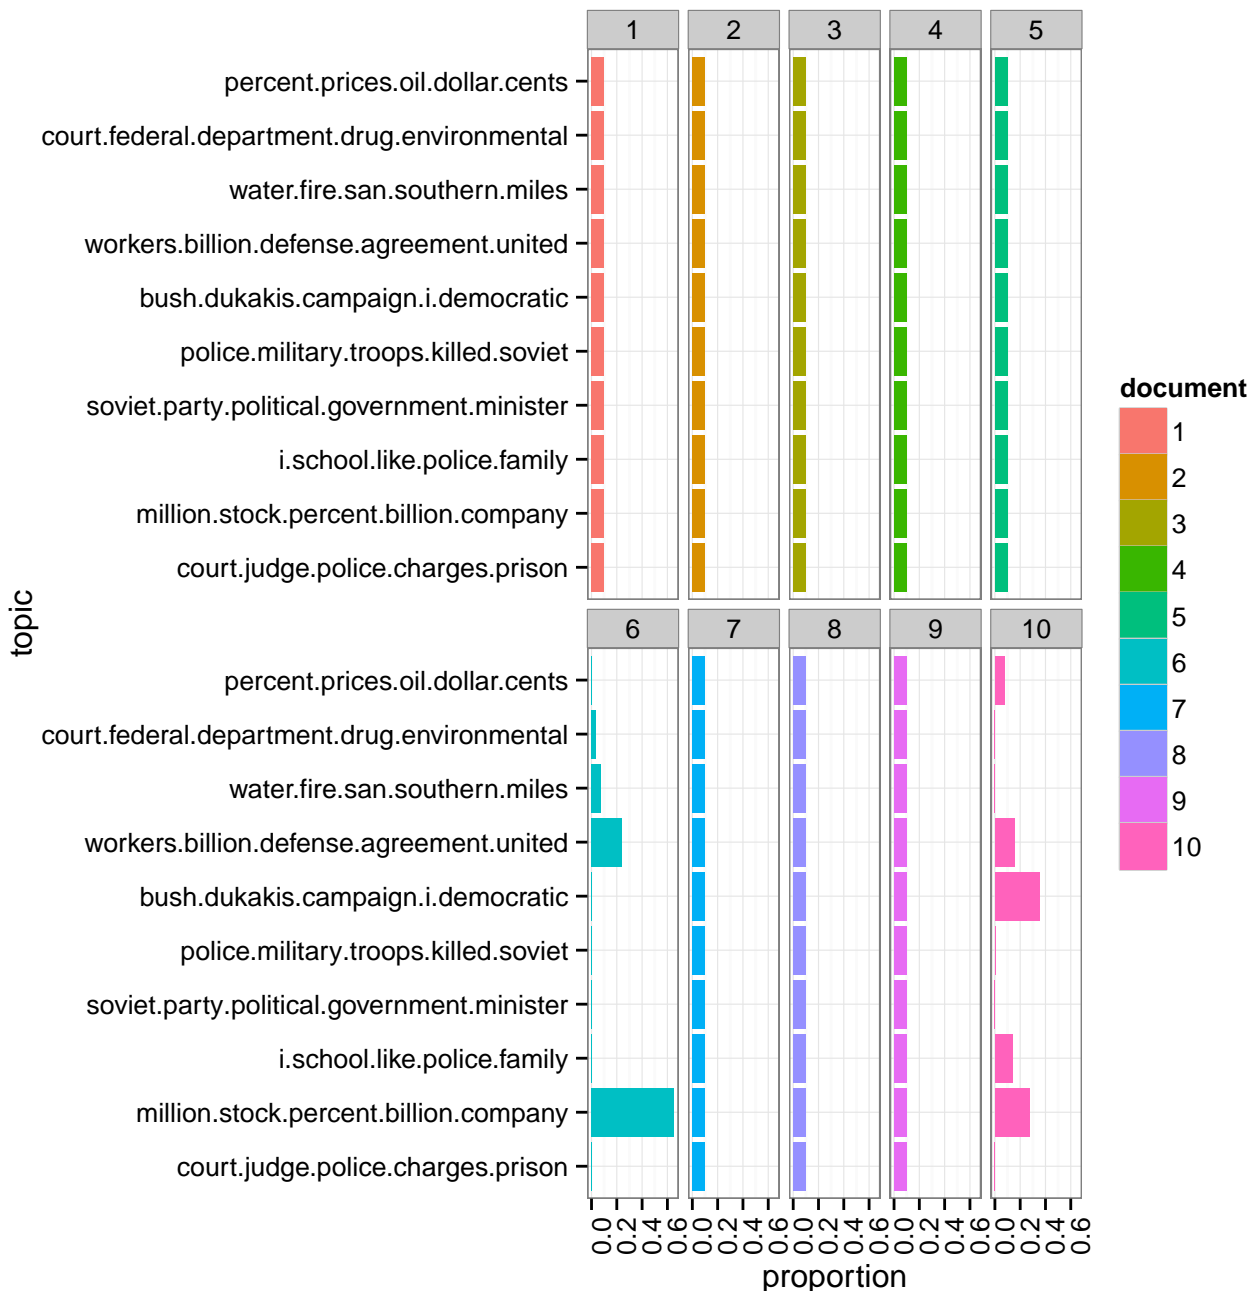 1 2 3 4 5
percent.prices.oil.dollar.cents
court.federal.department.drug.environmental
water.fire.san.southern.miles
workers.billion.defense.agreement.united
bush.dukakis.campaign.i.democratic
police.military.troops.killed.soviet
soviet.party.political.government.minister
i.school.like.police.family
million.stock.percent.billion.company
court.judge.police.charges.prison
topic
6 7 8 9 10
percent.prices.oil.dollar.cents
court.federal.department.drug.environmental
water.fire.san.southern.miles
workers.billion.defense.agreement.united
bush.dukakis.campaign.i.democratic
police.military.troops.killed.soviet
soviet.party.political.government.minister
i.school.like.police.family
million.stock.percent.billion.company
court.judge.police.charges.prison
0.0 0.2 0.4 0.6 0.0 0.2 0.4 0.6 0.0 0.2 0.4 0.6 0.0 0.2 0.4 0.6 0.0 0.2 0.4 0.6
proportion
document
1
2
3
4
5
6
7
8
9
10